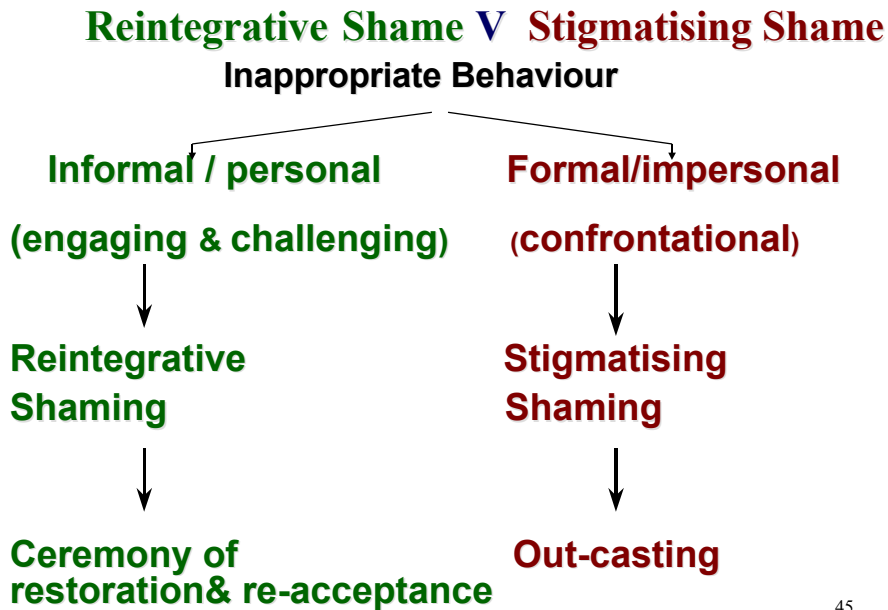 Reintegrative Shame V Stigmatising Shame
Inappropriate Behaviour
Informal / personal
(engaging & challenging)
Reintegrative
Shaming
Ceremony of
restoration& re-acceptance
Formal/impersonal
(confrontational)
Stigmatising
Shaming
Out-casting
45